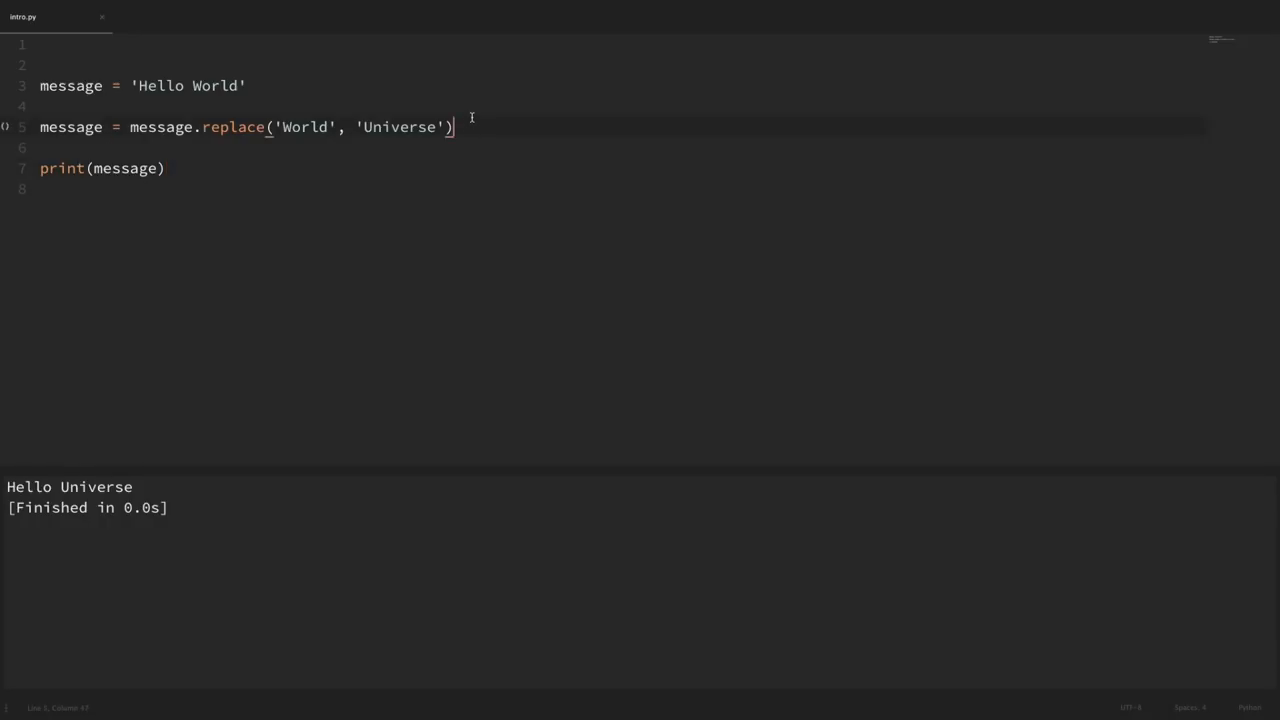 intro.py ×
1
2
3 message = 'Hello World'
4
() 5 message = message.replace('World', 'Universe')
6
7 print(message)
8
Hello Universe
[Finished in 0.0s]
Line 5, Column 47 UTF-8 Spaces: 4 Python